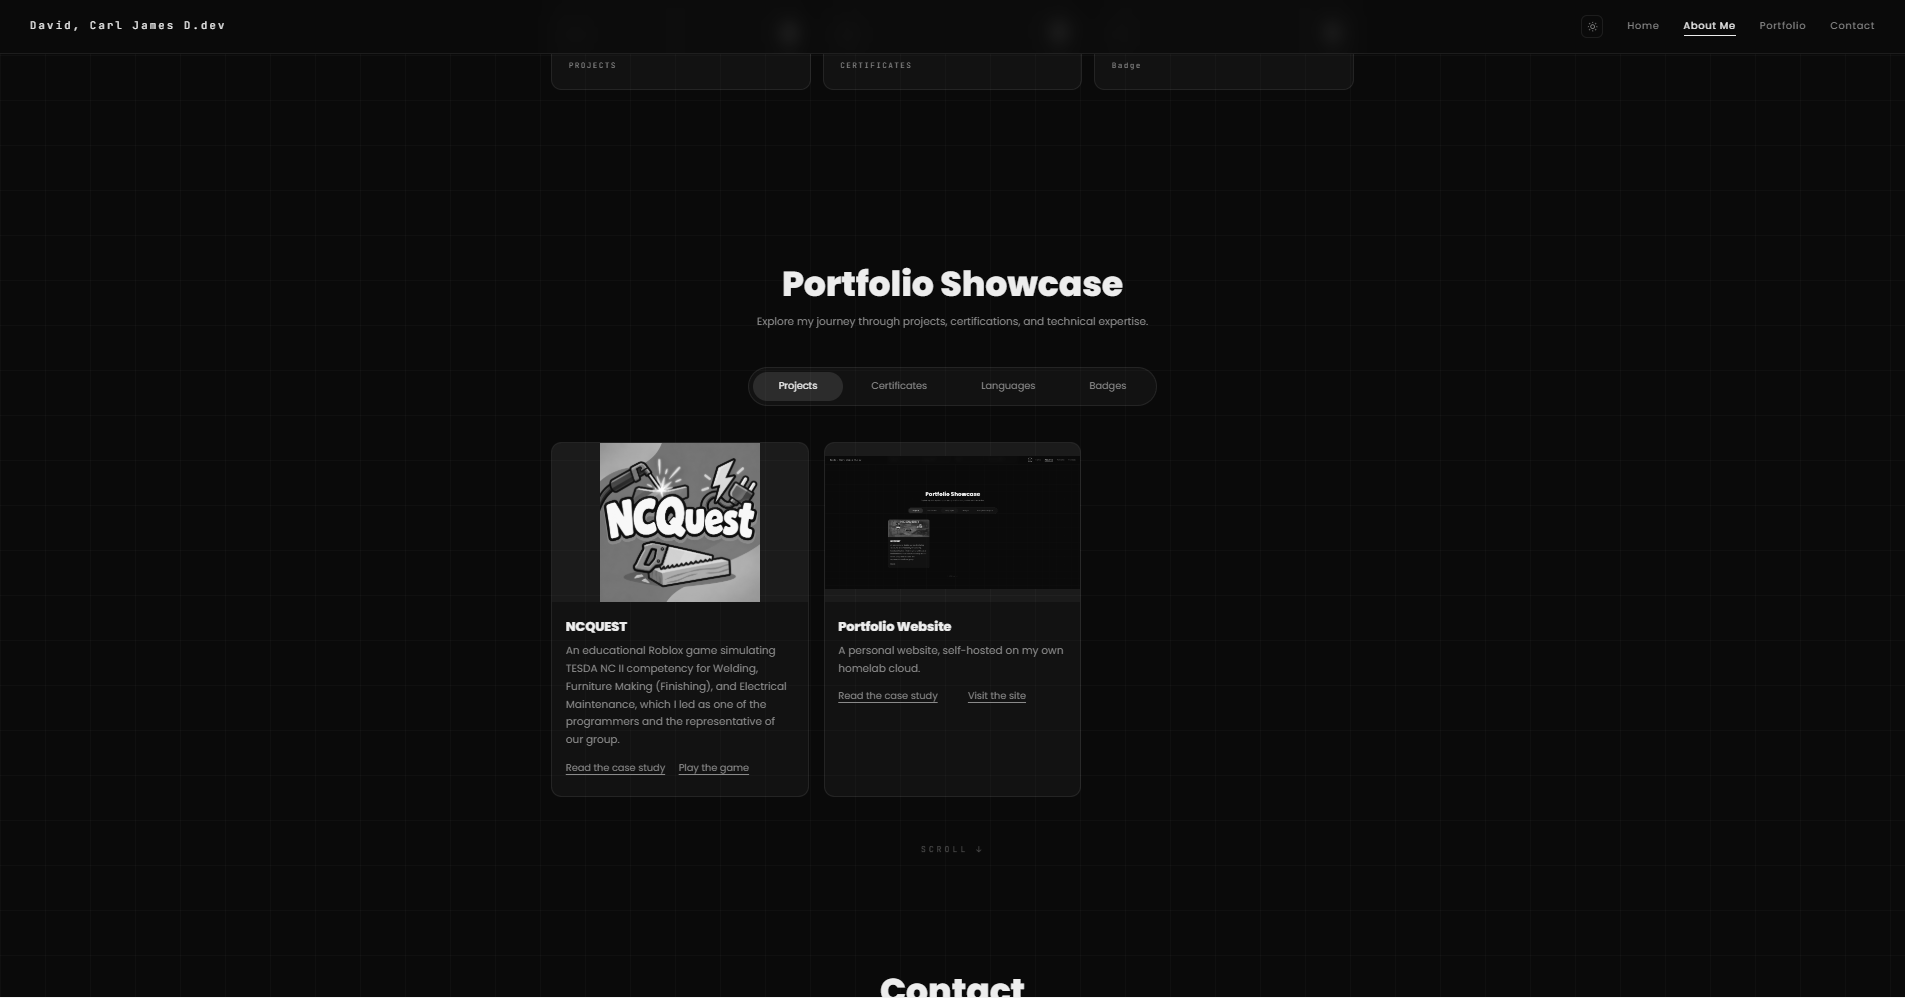 David, Carl James D.dev
Home
About Me
Portfolio
Contact
PROJECTS
CERTIFICATES
Badge
Portfolio Showcase
Explore my journey through projects, certifications, and technical expertise.
Projects
Certificates
Languages
Badges
NCQuest
NCQUEST
An educational Roblox game simulating
TESDA NC II competency for Welding,
Furniture Making (Finishing), and Electrical
Maintenance, which I led as one of the
programmers and the representative of
our group.
Read the case study
Play the game
Portfolio Showcase
Portfolio Website
A personal website, self-hosted on my own
homelab cloud.
Read the case study
Visit the site
SCROLL ↓
Contact